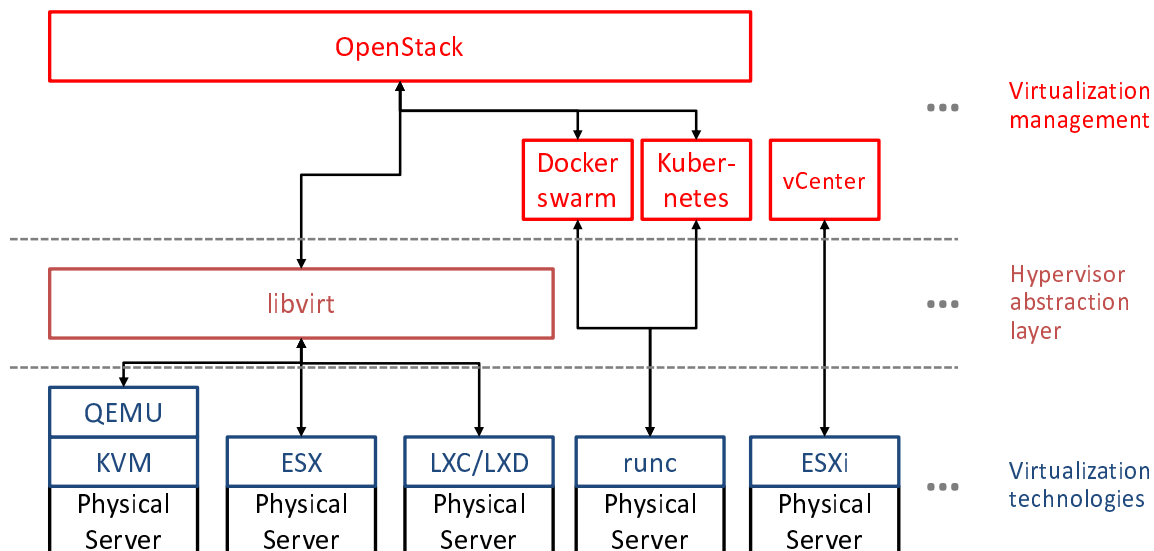 OpenStack
Virtualization
management
Docker
swarm
Kuber-
netes
vCenter
libvirt
Hypervisor
abstraction
layer
QEMU
KVM
ESX
LXC/LXD
runc
ESXi
Virtualization
technologies
Physical
Server
Physical
Server
Physical
Server
Physical
Server
Physical
Server